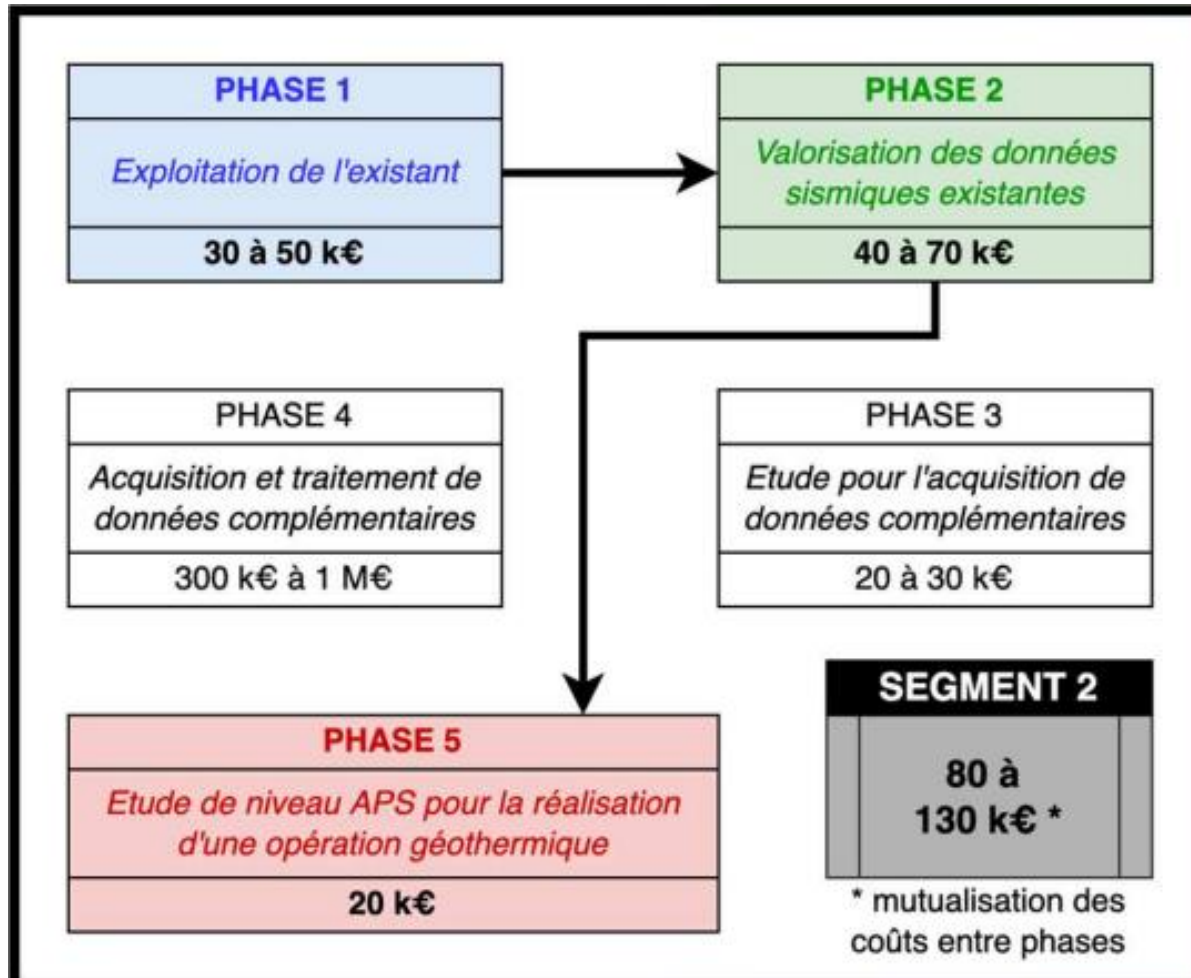 PHASE 1
Exploitation de l'existant
30 à 50 k€
PHASE 2
Valorisation des données
sismiques existantes
40 à 70 k€
PHASE 4
Acquisition et traitement de
données complémentaires
300 k€ à 1 M€
PHASE 3
Etude pour l'acquisition de
données complémentaires
20 à 30 k€
PHASE 5
Etude de niveau APS pour la réalisation
d'une opération géothermique
20 k€
SEGMENT 2
80 à
130 k€ *
* mutualisation des
coûts entre phases